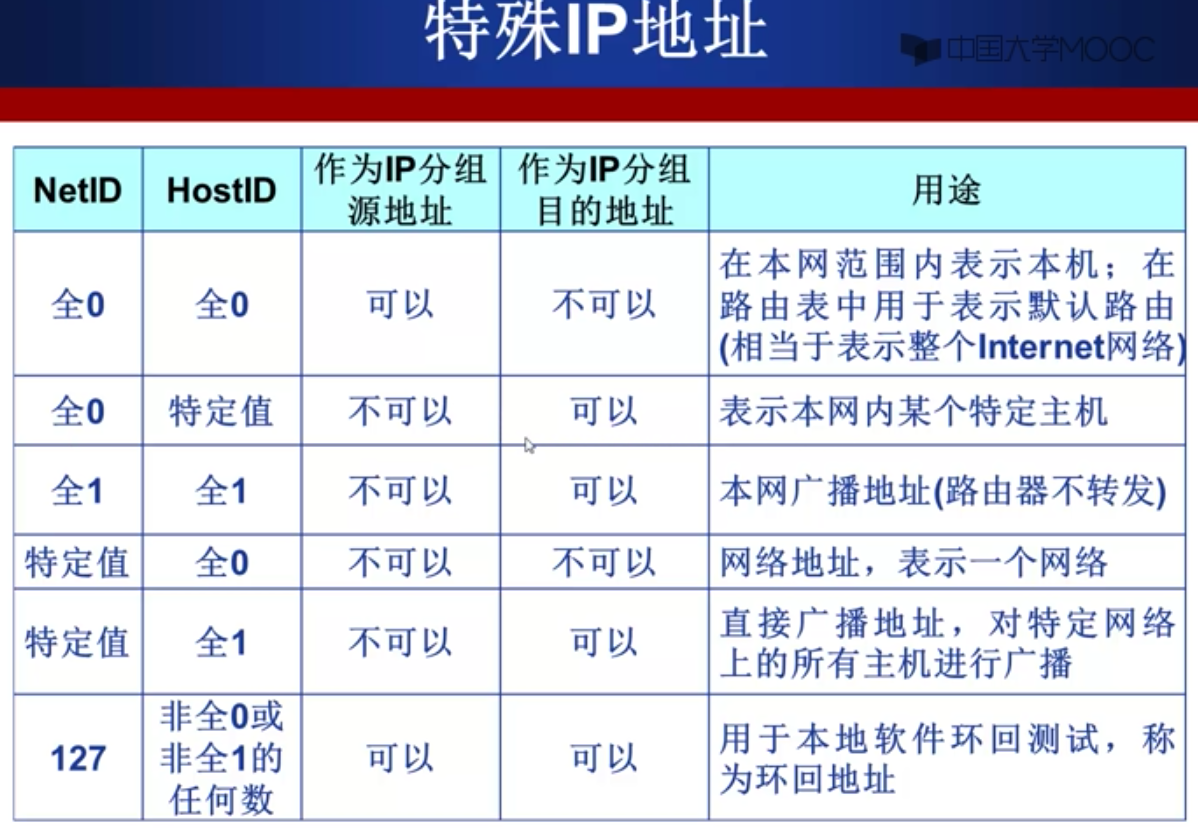 特殊IP地址
中国大学MOOC
NetID
HostID
作为IP分组
源地址
作为IP分组
目的地址
用途
全0
全0
可以
不可以
在本网范围内表示本机；在
路由表中用于表示默认路由
(相当于表示整个Internet网络)
全0
特定值
不可以
可以
表示本网内某个特定主机
全1
全1
不可以
可以
本网广播地址(路由器不转发)
特定值
全0
不可以
不可以
网络地址，表示一个网络
特定值
全1
不可以
可以
直接广播地址，对特定网络
上的所有主机进行广播
127
非全0或
非全1的
任何数
可以
可以
用于本地软件环回测试，称
为环回地址